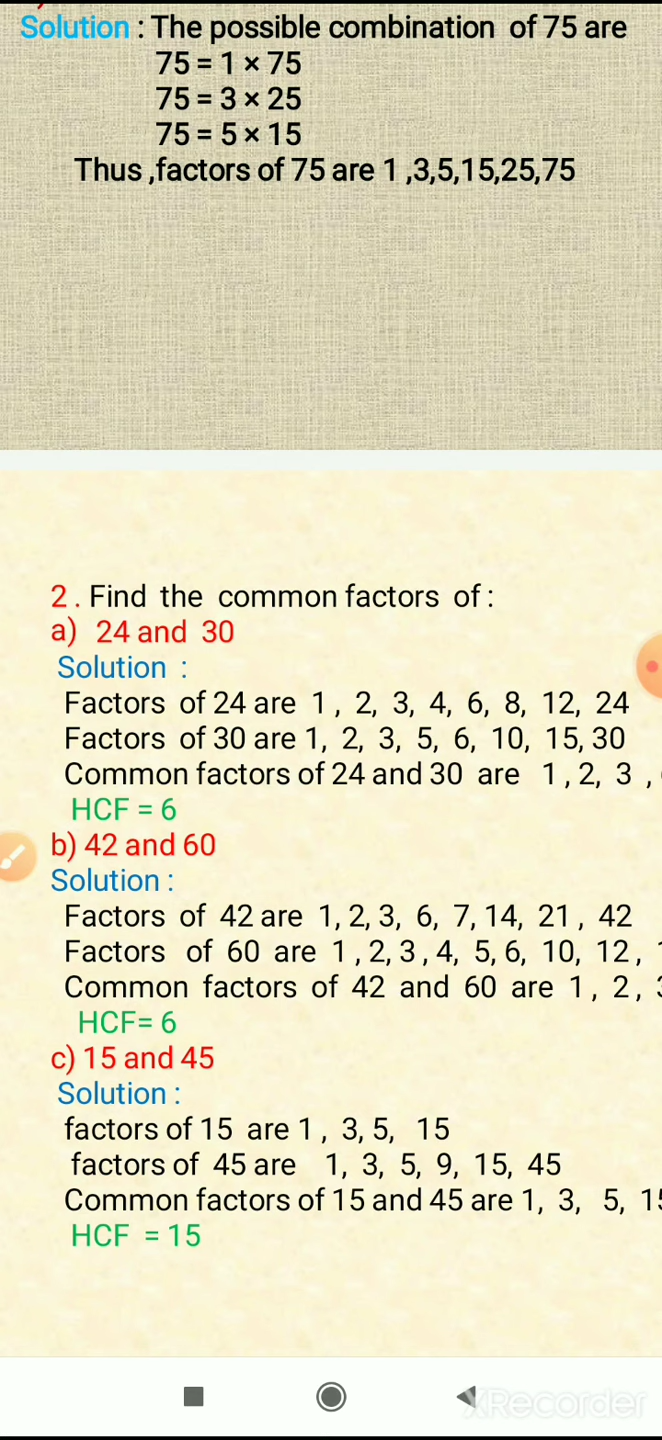 Solution : The possible combination of 75 are
75 = 1 × 75
75 = 3 × 25
75 = 5 × 15
Thus ,factors of 75 are 1 ,3,5,15,25,75
2 . Find the common factors of :
a) 24 and 30
Solution :
Factors of 24 are 1 , 2, 3, 4, 6, 8, 12, 24
Factors of 30 are 1, 2, 3, 5, 6, 10, 15, 30
Common factors of 24 and 30 are 1 , 2, 3 ,
HCF = 6
b) 42 and 60
Solution :
Factors of 42 are 1, 2, 3, 6, 7, 14, 21 , 42
Factors of 60 are 1 , 2, 3 , 4, 5, 6, 10, 12 ,
Common factors of 42 and 60 are 1 , 2 ,
HCF= 6
c) 15 and 45
Solution :
factors of 15 are 1 , 3, 5, 15
factors of 45 are 1, 3, 5, 9, 15, 45
Common factors of 15 and 45 are 1, 3, 5,
HCF = 15
XRecorder